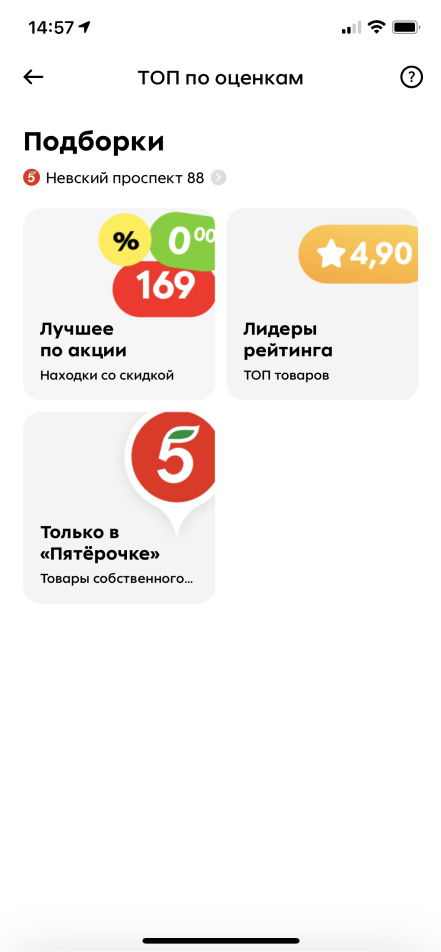 14:57
ТОП по оценкам
?
Подборки
5 Невский проспект 88
% 0 00
169
Лучшее
по акции
Находки со скидкой
4,90
Лидеры
рейтинга
ТОП товаров
5
Только в
«Пятёрочке»
Товары собственного...